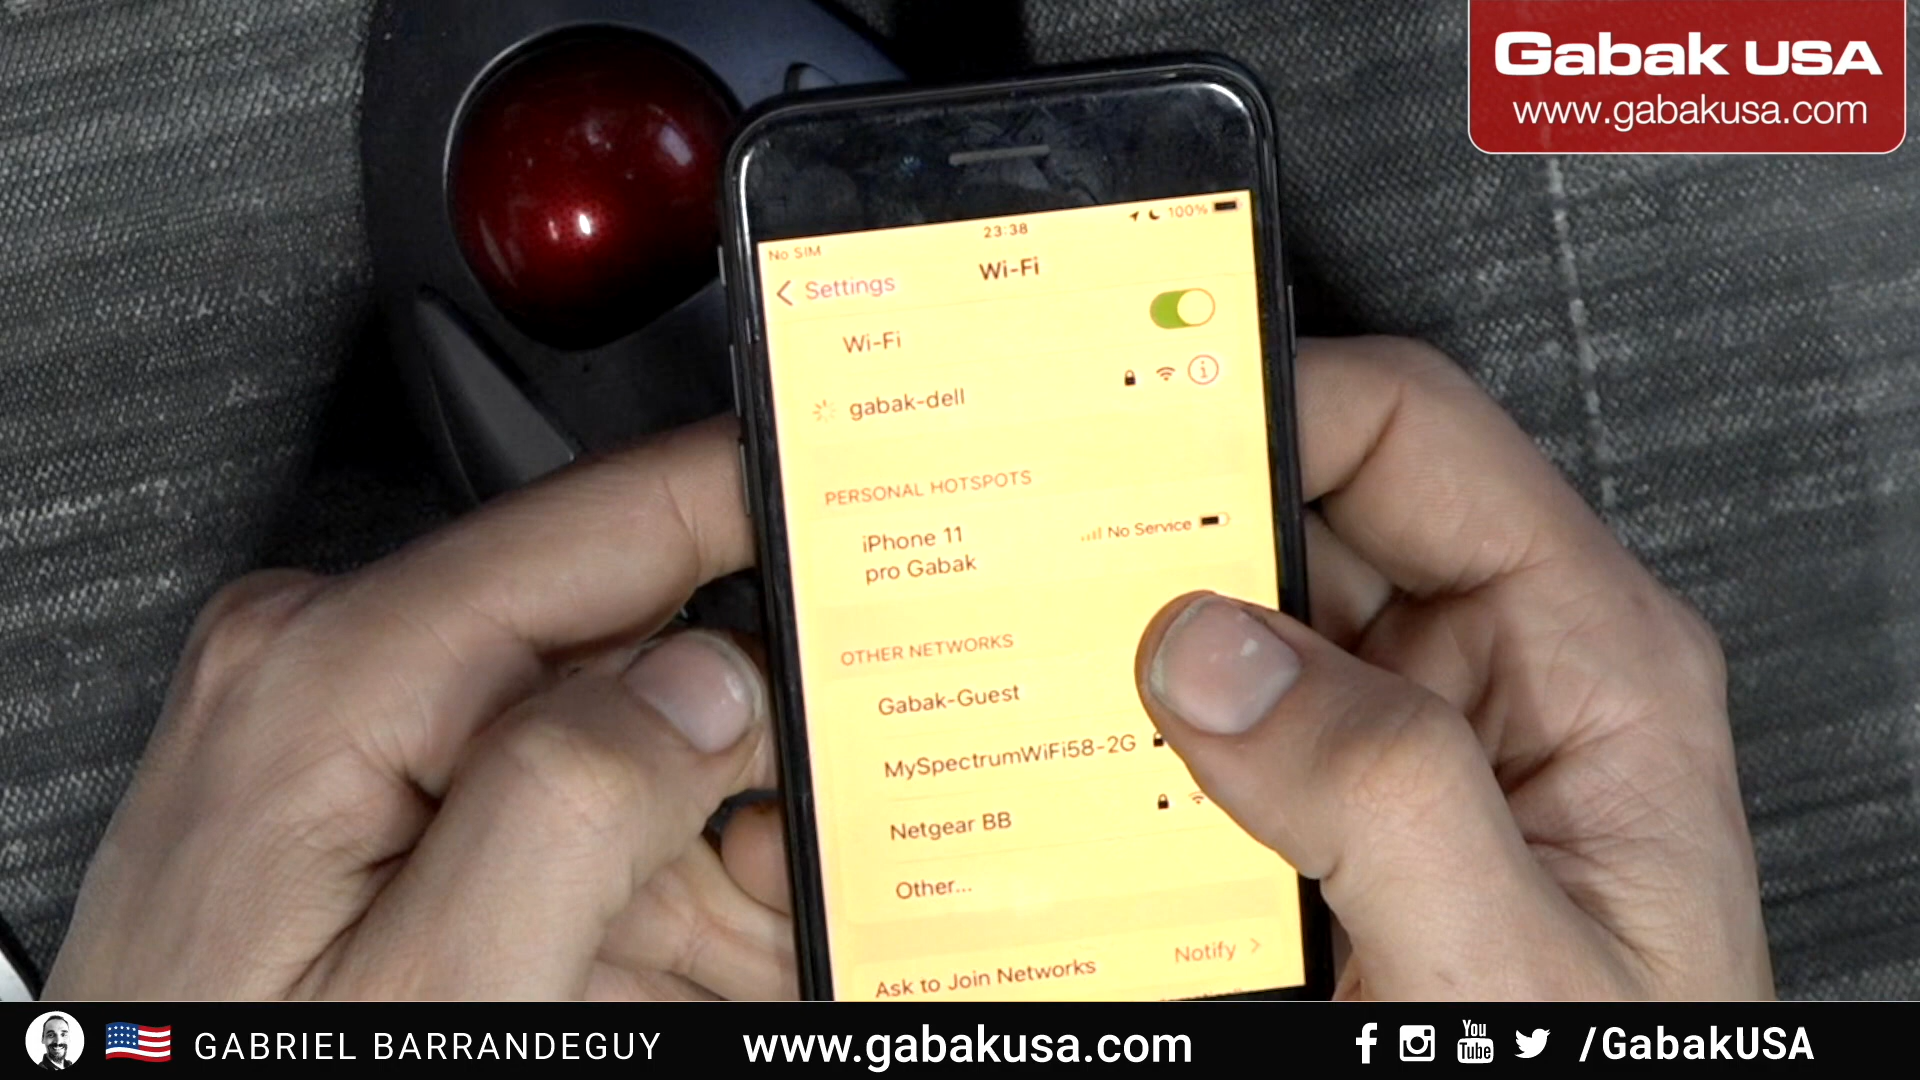 Gabak USA
www.gabakusa.com
No SIM
23:38
100%
Settings
Wi-Fi
Wi-Fi
gabak-dell
PERSONAL HOTSPOTS
iPhone 11
pro Gabak
No Service
OTHER NETWORKS
Gabak-Guest
MySpectrumWiFi58-2G
Netgear BB
Other...
Ask to Join Networks
Notify
GABRIEL BARRANDEGUY
www.gabakusa.com
You
Tube
/GabakUSA